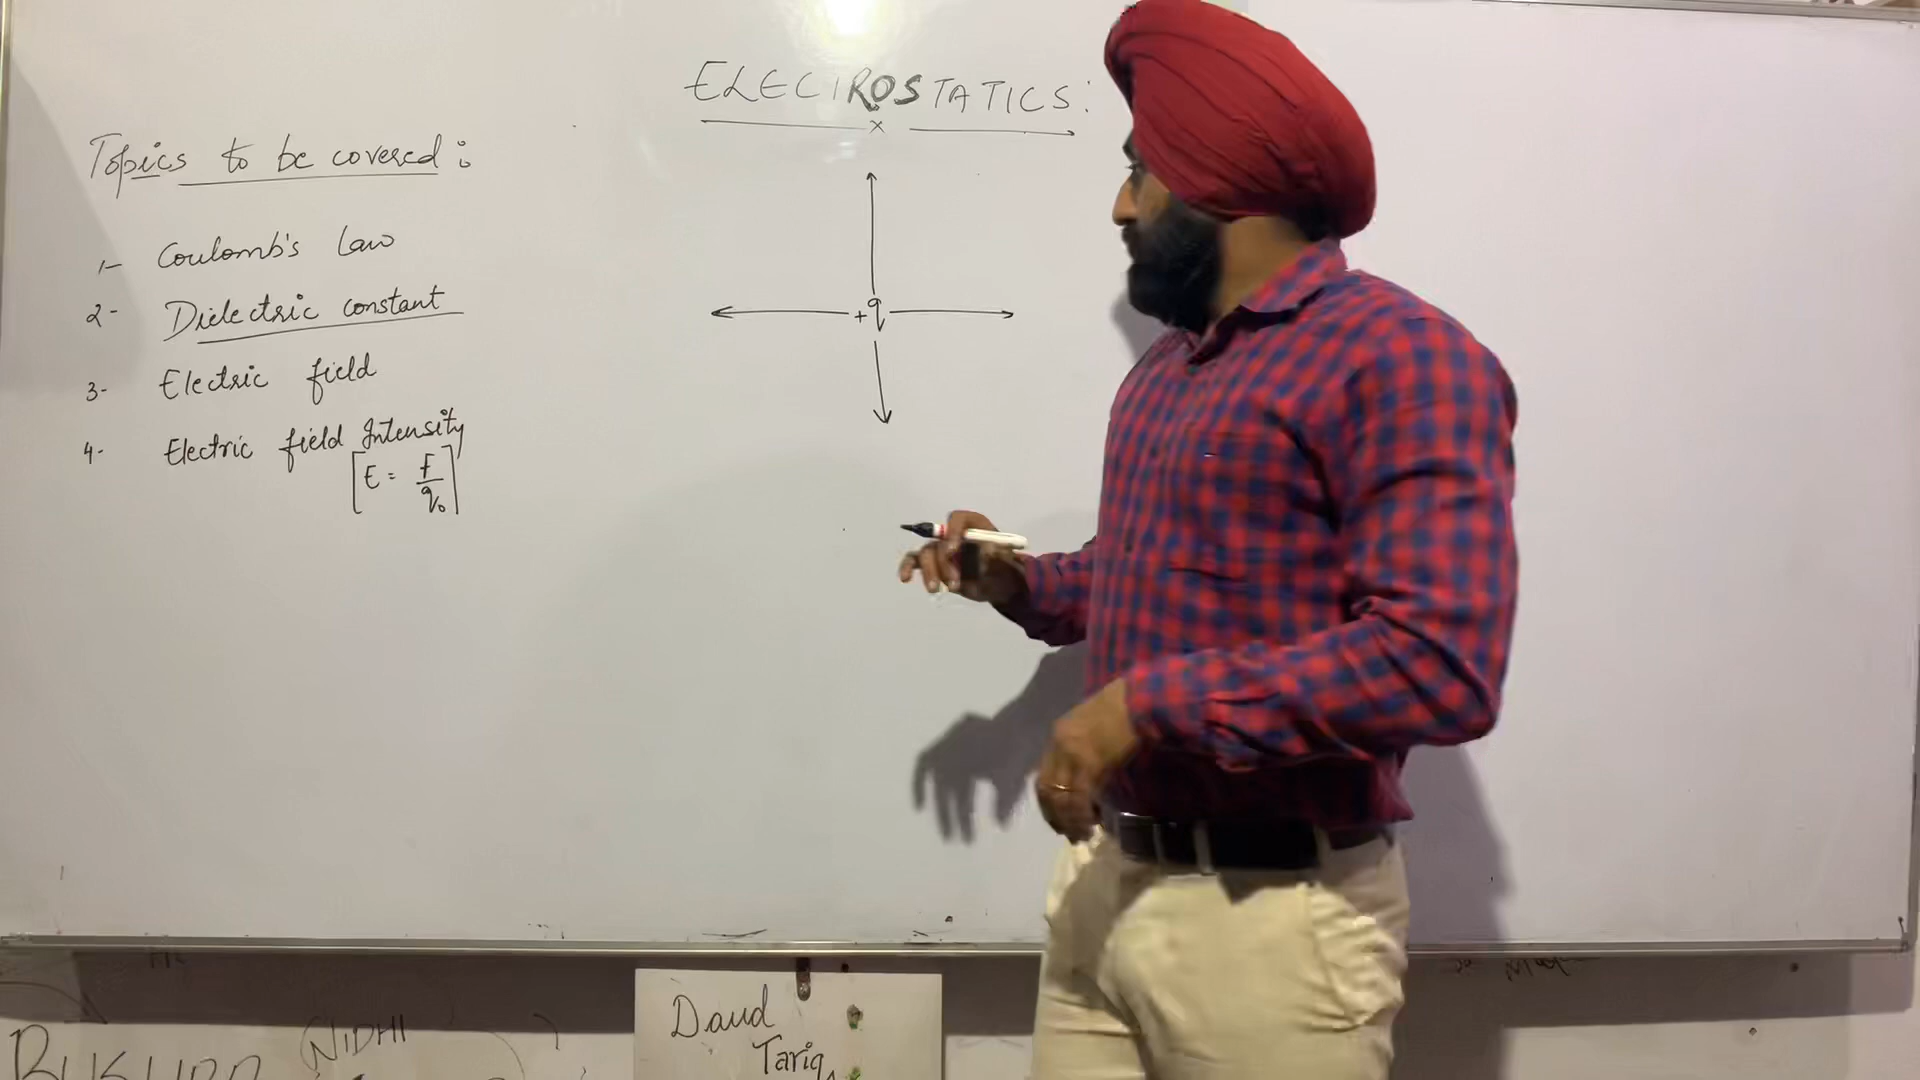 ELECTROSTATICS:
x
Topics to be covered:
1- Coulomb's law
2- Dielectric constant
3- Electric field
4- Electric field Intensity
[E = F/q₀]
+q
NIDHI
Daud
Tariq